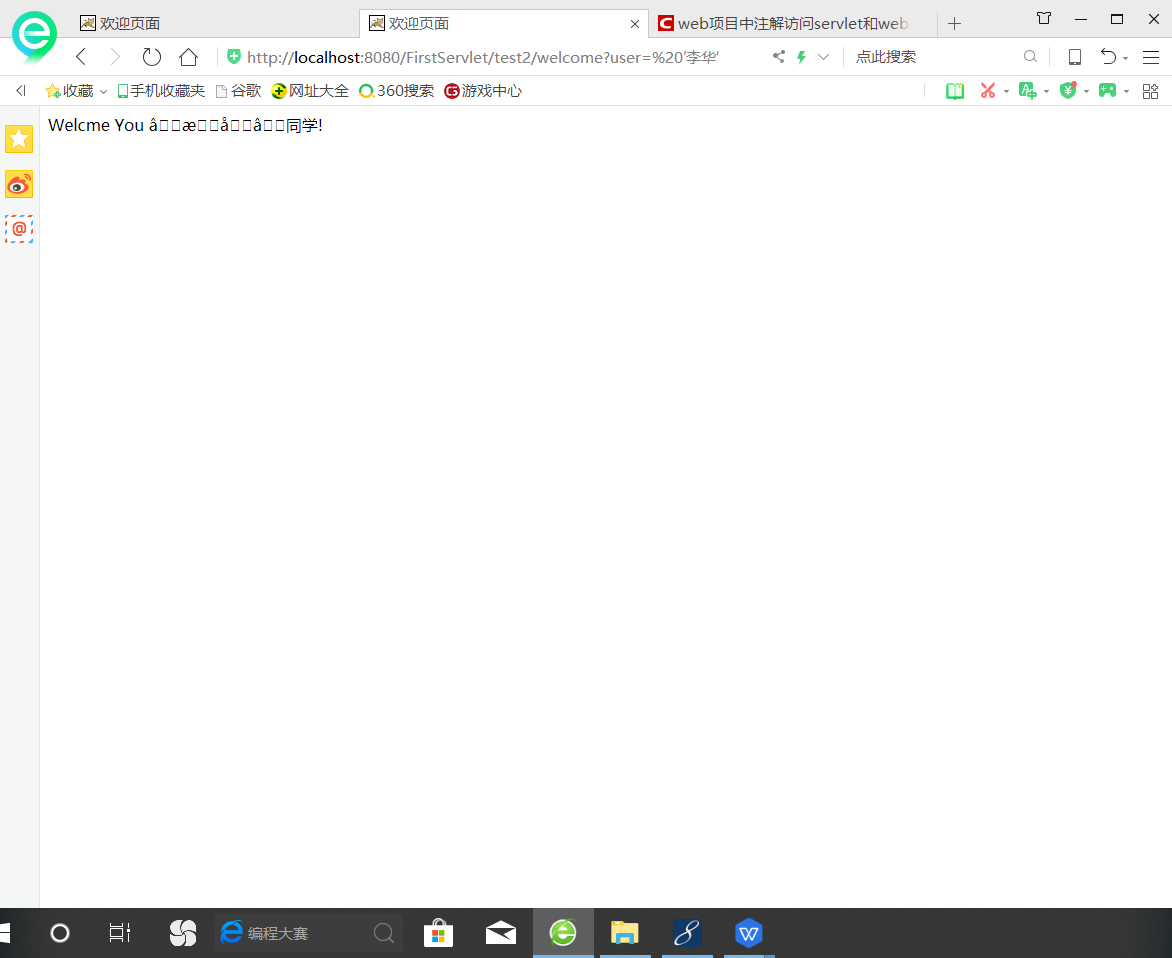 欢迎页面
欢迎页面
web项目中注解访问servlet和web
http://localhost:8080/FirstServlet/test2/welcome?user=%20'李华'
点此搜索
收藏 手机收藏夹 谷歌 网址大全 360搜索 游戏中心
Welcme You â��æ��å��â��同学!
编程大赛